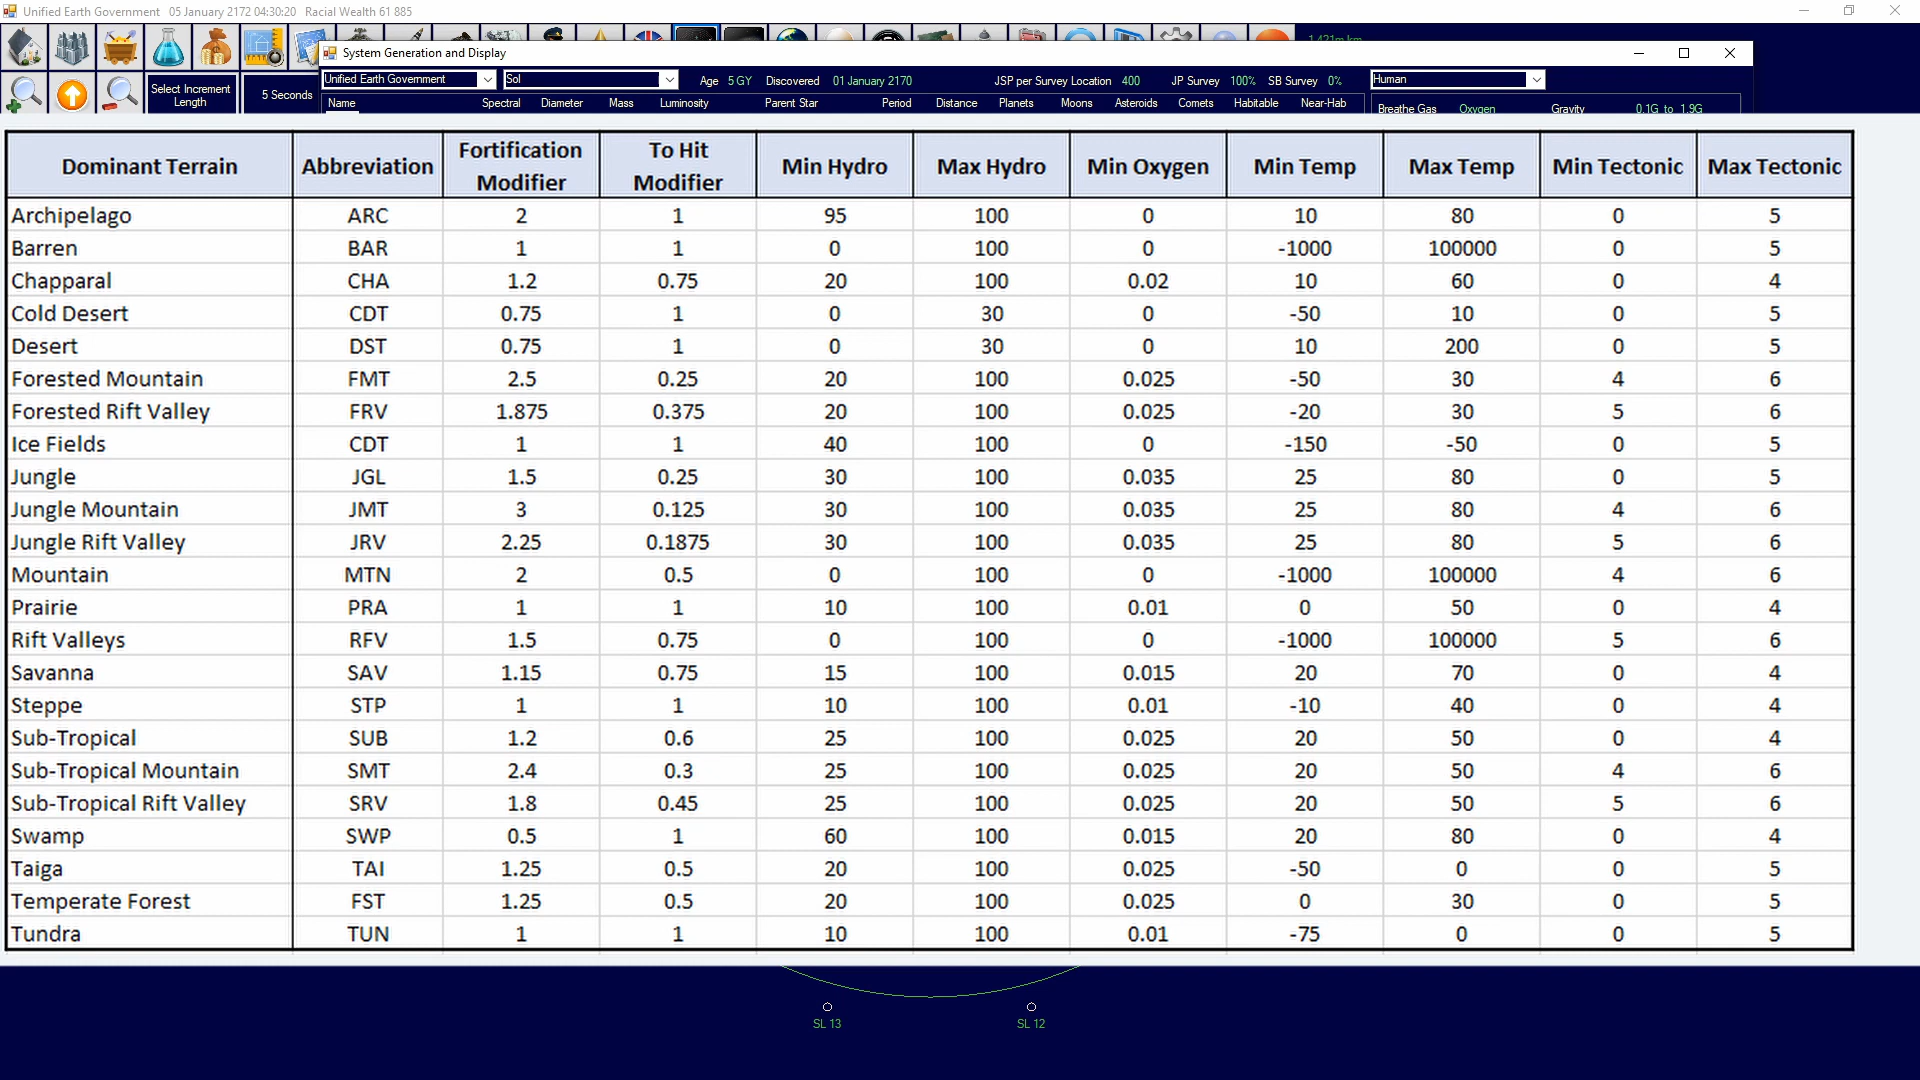 Unified Earth Government 05 January 2172 04:30:20 Racial Wealth 61 885
1.421m km
System Generation and Display
Unified Earth Government Sol Age 5 GY Discovered 01 January 2170 JSP per Survey Location 400 JP Survey 100% SB Survey 0% Human
Select Increment Length 5 Seconds
Name Spectral Diameter Mass Luminosity Parent Star Period Distance Planets Moons Asteroids Comets Habitable Near-Hab
Breathe Gas Oxygen Gravity 0.1G to 1.9G
Dominant Terrain Abbreviation Fortification Modifier To Hit Modifier Min Hydro Max Hydro Min Oxygen Min Temp Max Temp Min Tectonic Max Tectonic
Archipelago ARC 2 1 95 100 0 10 80 0 5
Barren BAR 1 1 0 100 0 -1000 100000 0 5
Chapparal CHA 1.2 0.75 20 100 0.02 10 60 0 4
Cold Desert CDT 0.75 1 0 30 0 -50 10 0 5
Desert DST 0.75 1 0 30 0 10 200 0 5
Forested Mountain FMT 2.5 0.25 20 100 0.025 -50 30 4 6
Forested Rift Valley FRV 1.875 0.375 20 100 0.025 -20 30 5 6
Ice Fields CDT 1 1 40 100 0 -150 -50 0 5
Jungle JGL 1.5 0.25 30 100 0.035 25 80 0 5
Jungle Mountain JMT 3 0.125 30 100 0.035 25 80 4 6
Jungle Rift Valley JRV 2.25 0.1875 30 100 0.035 25 80 5 6
Mountain MTN 2 0.5 0 100 0 -1000 100000 4 6
Prairie PRA 1 1 10 100 0.01 0 50 0 4
Rift Valleys RFV 1.5 0.75 0 100 0 -1000 100000 5 6
Savanna SAV 1.15 0.75 15 100 0.015 20 70 0 4
Steppe STP 1 1 10 100 0.01 -10 40 0 4
Sub-Tropical SUB 1.2 0.6 25 100 0.025 20 50 0 4
Sub-Tropical Mountain SMT 2.4 0.3 25 100 0.025 20 50 4 6
Sub-Tropical Rift Valley SRV 1.8 0.45 25 100 0.025 20 50 5 6
Swamp SWP 0.5 1 60 100 0.015 20 80 0 4
Taiga TAI 1.25 0.5 20 100 0.025 -50 0 0 5
Temperate Forest FST 1.25 0.5 20 100 0.025 0 30 0 5
Tundra TUN 1 1 10 100 0.01 -75 0 0 5
SL 13 SL 12